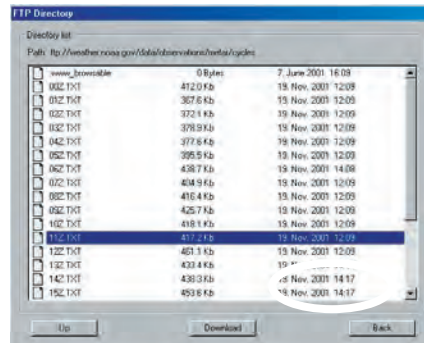 FTP Directory
Directory list
Path: ftp://weather.noaa.gov/data/observations/metar/cycles
www_browsable 0 Bytes 7. June 2001 16:09
00Z.TXT 412.0 Kb 19. Nov. 2001 12:09
01Z.TXT 367.6 Kb 19. Nov. 2001 12:09
02Z.TXT 372.1 Kb 19. Nov. 2001 12:09
03Z.TXT 378.9 Kb 19. Nov. 2001 12:09
04Z.TXT 377.6 Kb 19. Nov. 2001 12:09
05Z.TXT 395.5 Kb 19. Nov. 2001 12:09
06Z.TXT 438.7 Kb 19. Nov. 2001 14:08
07Z.TXT 404.9 Kb 19. Nov. 2001 12:09
08Z.TXT 416.4 Kb 19. Nov. 2001 12:09
09Z.TXT 425.7 Kb 19. Nov. 2001 12:09
10Z.TXT 418.1 Kb 19. Nov. 2001 12:09
11Z.TXT 417.2 Kb 19. Nov. 2001 12:09
12Z.TXT 461.1 Kb 19. Nov. 2001 12:09
13Z.TXT 433.4 Kb 19.
14Z.TXT 438.3 Kb Nov. 2001 14:17
15Z.TXT 453.6 Kb Nov. 2001 14:17
Up Download Back